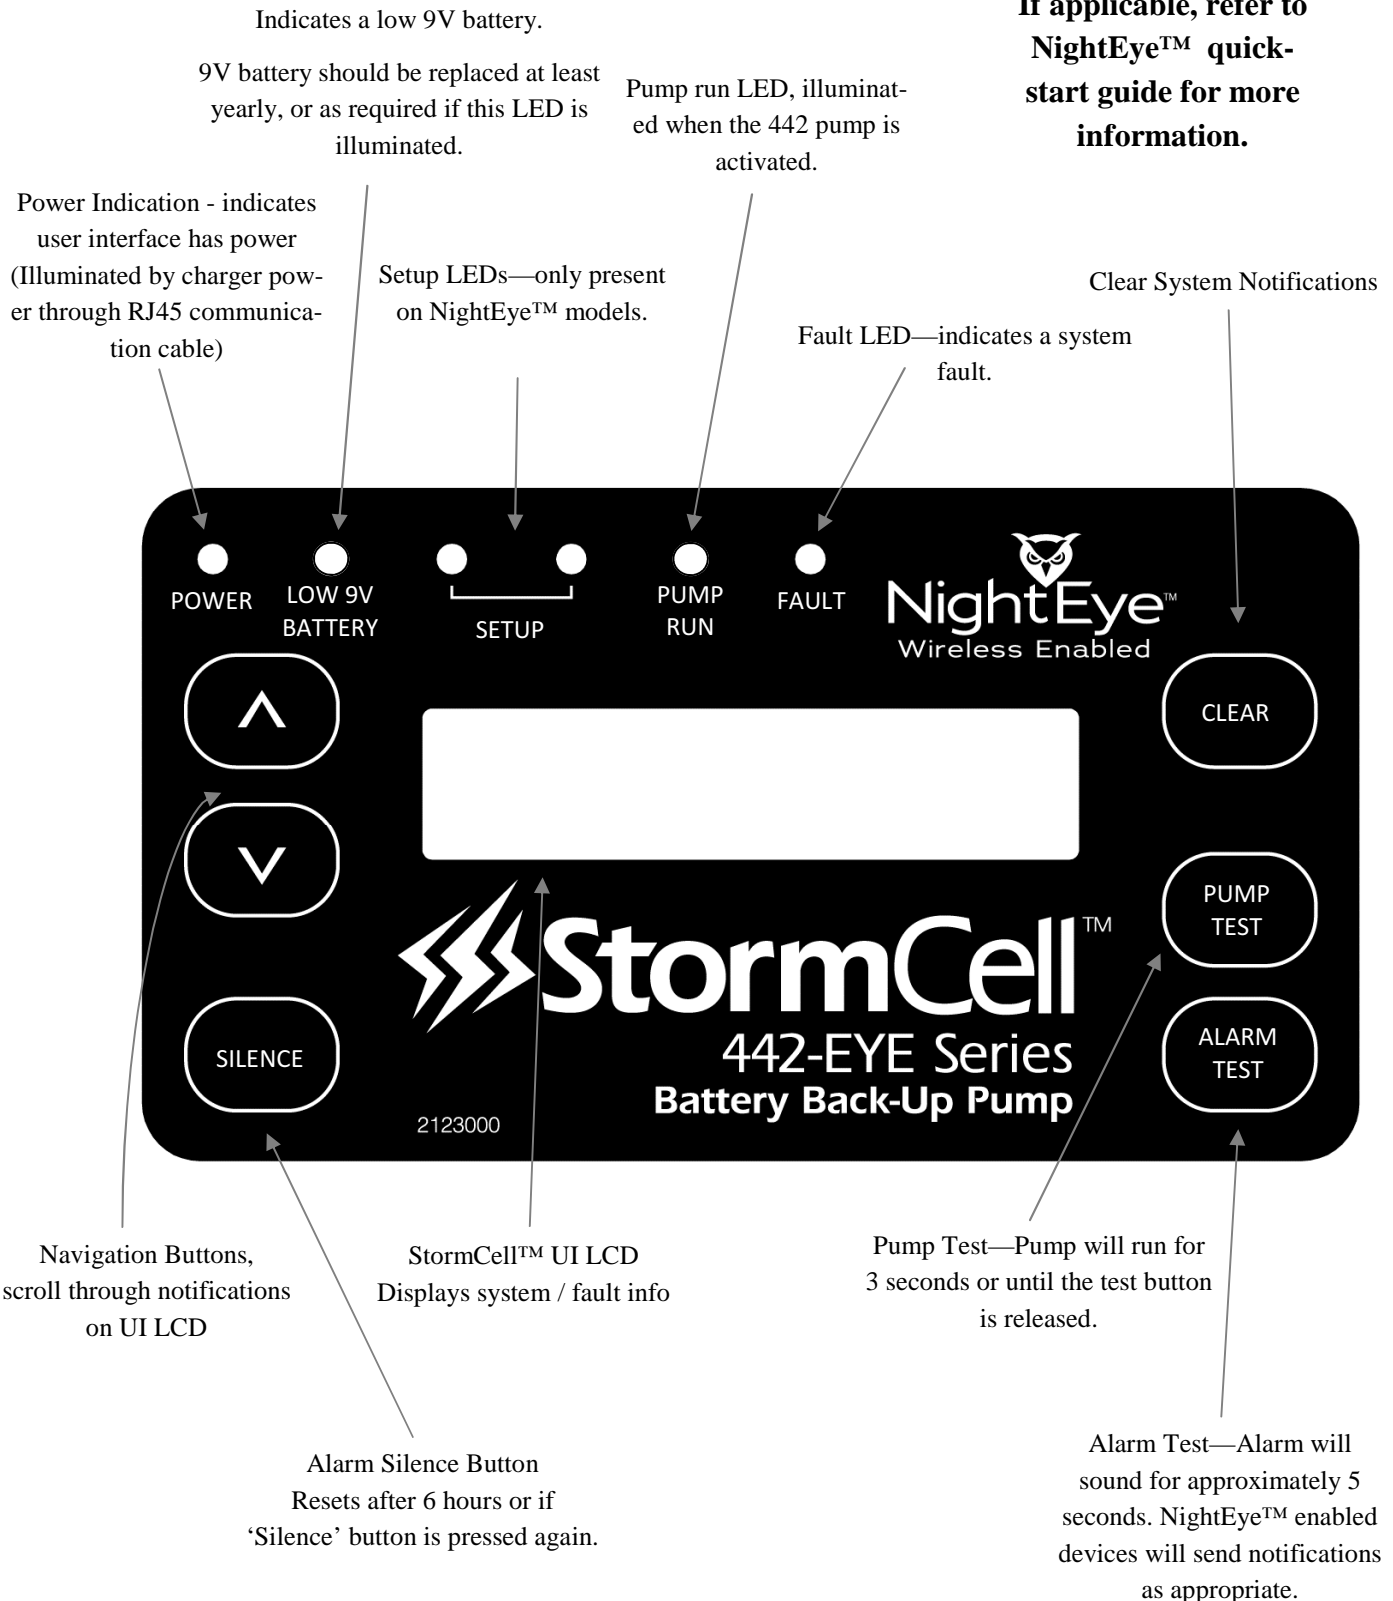 Indicates a low 9V battery.
9V battery should be replaced at least
yearly, or as required if this LED is
illuminated.
Pump run LED, illuminat-
ed when the 442 pump is
activated.
If applicable, refer to
NightEye™ quick-
start guide for more
information.
Power Indication - indicates
user interface has power
(Illuminated by charger pow-
er through RJ45 communica-
tion cable)
Setup LEDs—only present
on NightEye™ models.
Fault LED—indicates a system
fault.
Clear System Notifications
POWER
LOW 9V
BATTERY
SETUP
PUMP
RUN
FAULT
NightEye™
Wireless Enabled
CLEAR
PUMP
TEST
ALARM
TEST
SILENCE
StormCell™
442-EYE Series
Battery Back-Up Pump
2123000
Navigation Buttons,
scroll through notifications
on UI LCD
StormCell™ UI LCD
Displays system / fault info
Pump Test—Pump will run for
3 seconds or until the test button
is released.
Alarm Silence Button
Resets after 6 hours or if
‘Silence’ button is pressed again.
Alarm Test—Alarm will
sound for approximately 5
seconds. NightEye™ enabled
devices will send notifications
as appropriate.